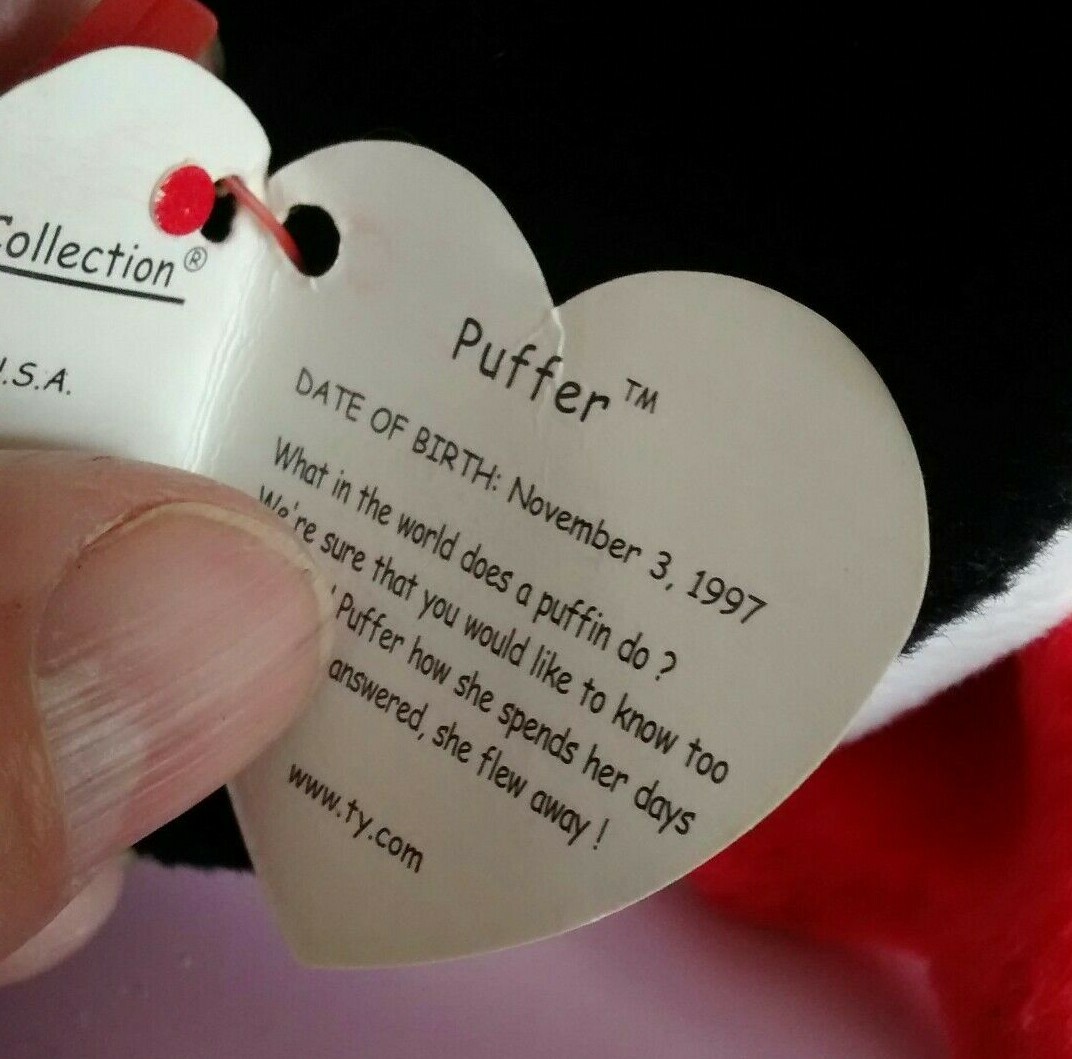 Collection®
U.S.A.
Puffer™
DATE OF BIRTH: November 3, 1997
What in the world does a puffin do ?
We're sure that you would like to know too
Puffer how she spends her days
answered, she flew away !
www.ty.com